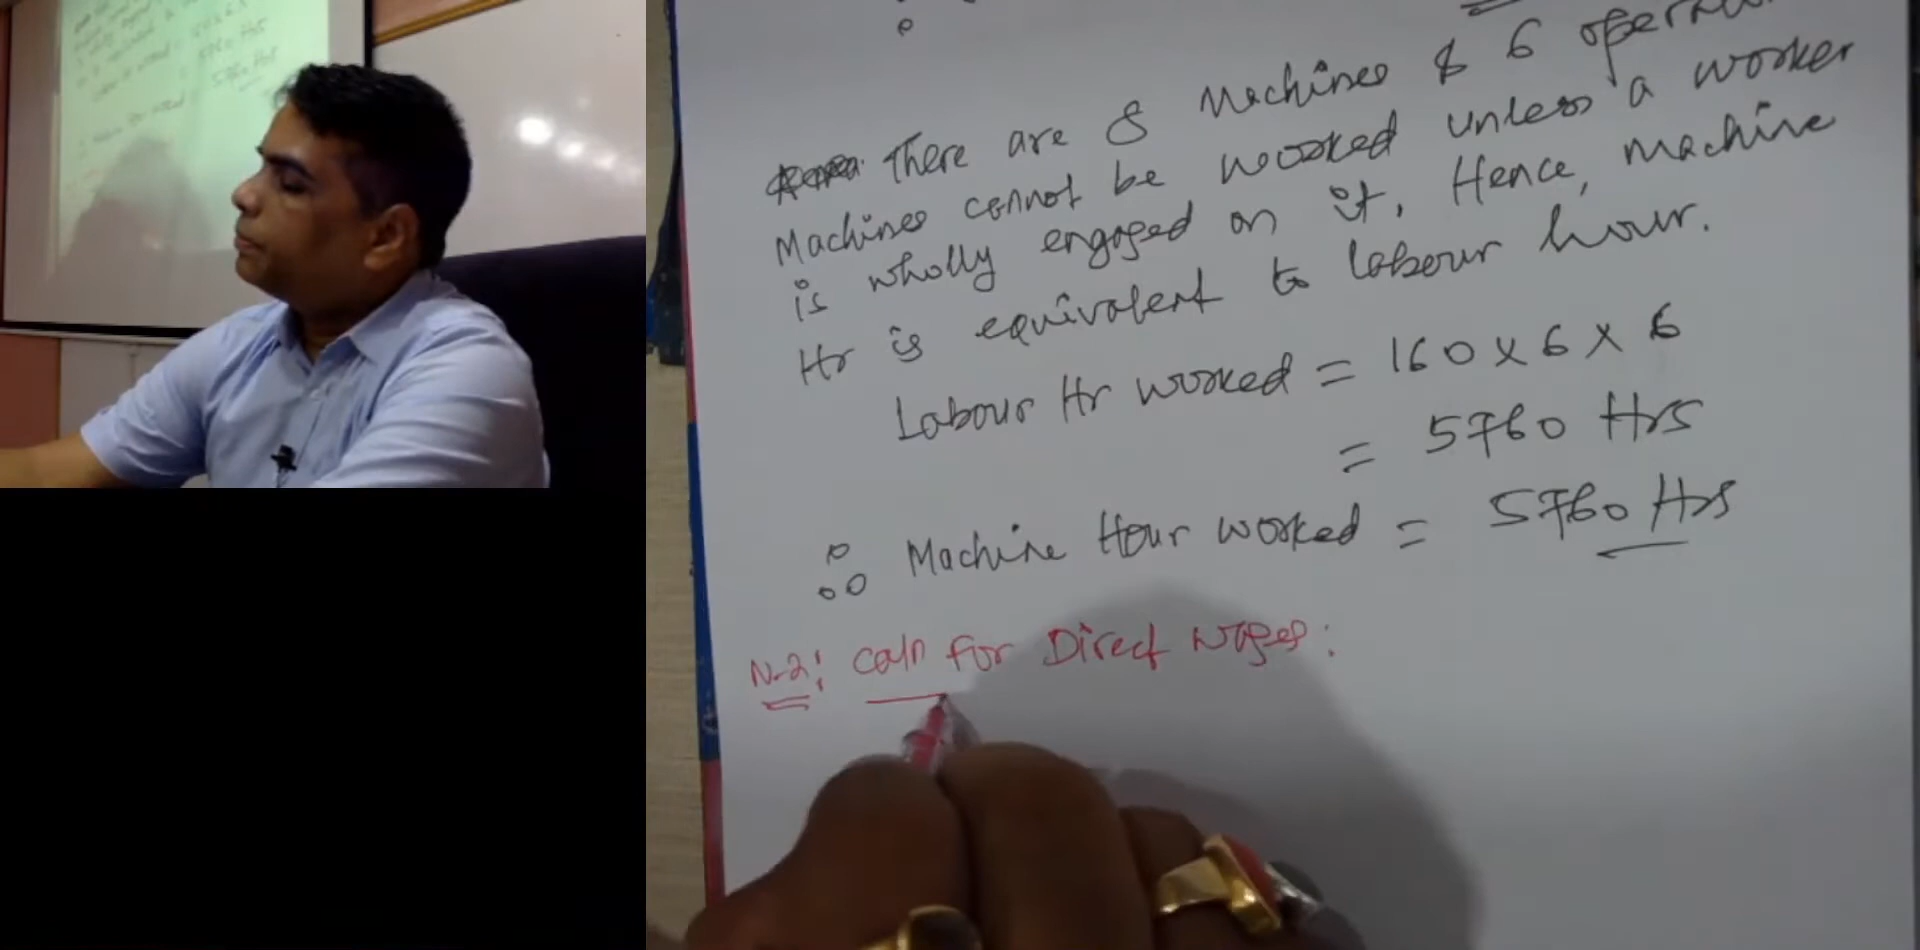 There are 8 Machines & 6
Machines cannot be worked unless a worker
is wholly engaged on it. Hence, machine
Hr is equivalent to labour hour.
Labour Hr worked = 160 x 6 x 6
= 5760 Hrs
∴ Machine Hour worked = 5760 Hrs
N-2: Caln for Direct wages: